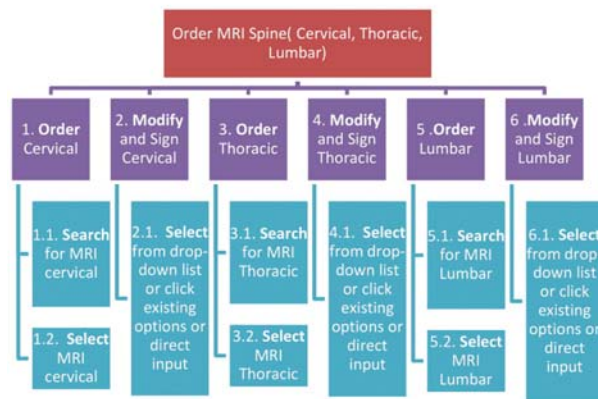 Order MRI Spine( Cervical, Thoracic,
Lumbar)
1. Order
Cervical
2. Modify
and Sign
Cervical
3. Order
Thoracic
4. Modify
and Sign
Thoracic
5 .Order
Lumbar
6 .Modify
and Sign
Lumbar
1.1. Search
for MRI
cervical
1.2. Select
MRI
cervical
2.1. Select
from drop-
down list
or click
existing
options or
direct
input
3.1. Search
for MRI
Thoracic
3.2. Select
MRI
Thoracic
4.1. Select
from drop-
down list
or click
existing
options or
direct
input
5.1. Search
for MRI
Lumbar
5.2. Select
MRI
Lumbar
6.1. Select
from drop-
down list
or click
existing
options or
direct
input